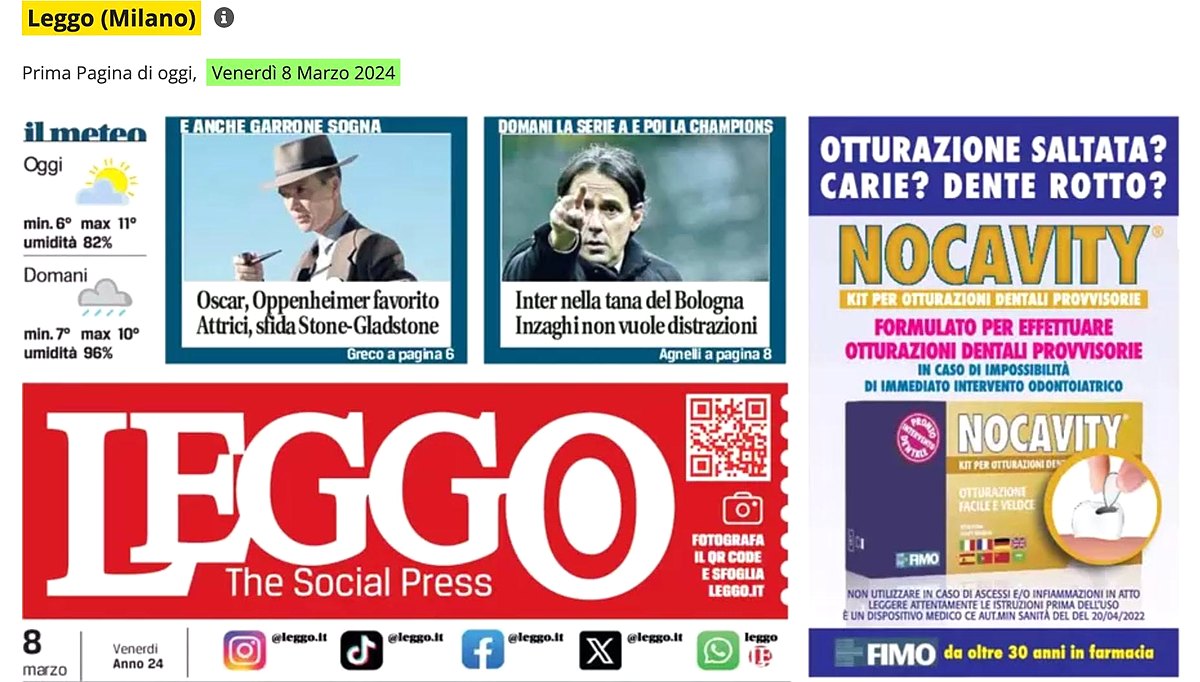 Leggo (Milano)
Prima Pagina di oggi, Venerdì 8 Marzo 2024
il meteo
Oggi
min. 6° max 11°
umidità 82%
Domani
min. 7° max 10°
umidità 96%
E ANCHE GARRONE SOGNA
Oscar, Oppenheimer favorito
Attrici, sfida Stone-Gladstone
Greco a pagina 6
DOMANI LA SERIE A E POI LA CHAMPIONS
Inter nella tana del Bologna
Inzaghi non vuole distrazioni
Agnelli a pagina 8
LEGGO
The Social Press
FOTOGRAFA
IL QR CODE
E SFOGLIA
LEGGO.IT
8
marzo
Venerdì
Anno 24
@leggo.it
@leggo.it
@leggo.it
@leggo.it
leggo
OTTURAZIONE SALTATA?
CARIE? DENTE ROTTO?
NOCAVITY®
KIT PER OTTURAZIONI DENTALI PROVVISORIE
FORMULATO PER EFFETTUARE
OTTURAZIONI DENTALI PROVVISORIE
IN CASO DI IMPOSSIBILITÀ
DI IMMEDIATO INTERVENTO ODONTOIATRICO
PRONTO
INTERVENTO
DENTALE
NOCAVITY®
KIT PER OTTURAZIONI
OTTURAZIONE
FACILE E VELOCE
FIMO
NON UTILIZZARE IN CASO DI ASCESSI E/O INFIAMMAZIONI IN ATTO
LEGGERE ATTENTAMENTE LE ISTRUZIONI PRIMA DELL'USO
È UN DISPOSITIVO MEDICO CE AUT.MIN SANITÀ DEL DEL 20/04/2022
FIMO da oltre 30 anni in farmacia